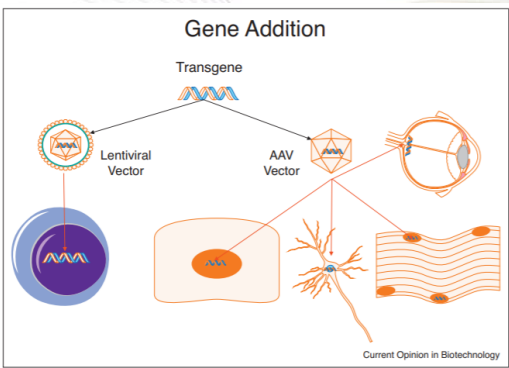 Gene Addition
Transgene
Lentiviral
Vector
AAV
Vector
Current Opinion in Biotechnology